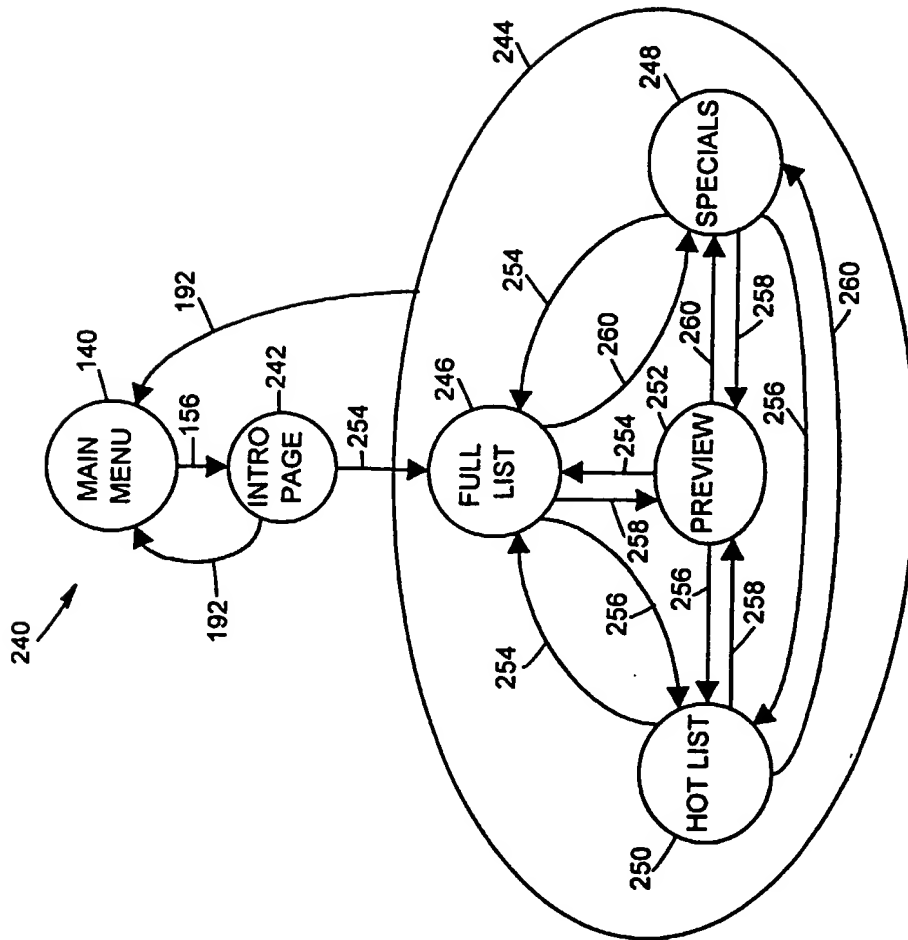 240
140
MAIN
MENU
192
156
192
242
INTRO
PAGE
254
244
246
FULL
LIST
254
260
254
256
258
254
252
248
SPECIALS
PREVIEW
260
258
256
258
256
260
HOT LIST
250